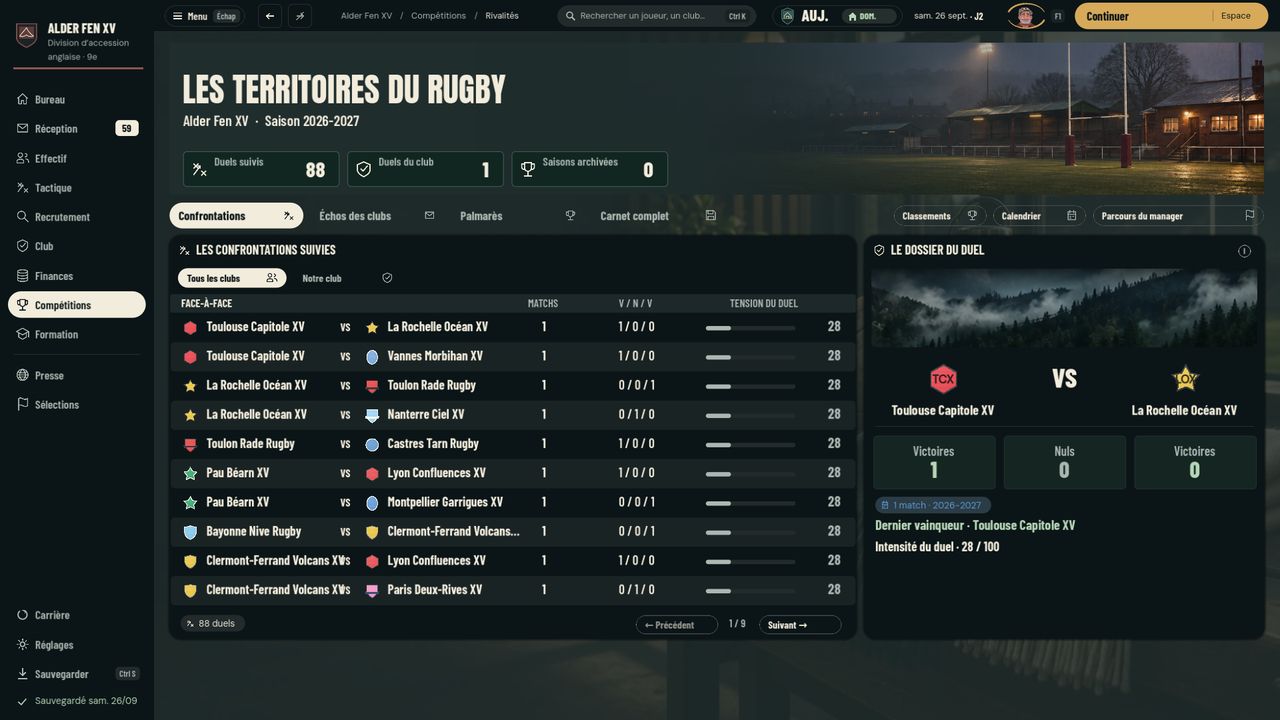 ALDER FEN XV
Division d'accession
anglaise · 9e
Menu Échap
Alder Fen XV / Compétitions / Rivalités
Rechercher un joueur, un club... Ctrl K
AUJ. DOM.
sam. 26 sept. · J2
F1
Continuer Espace
Bureau
Réception 59
Effectif
Tactique
Recrutement
Club
Finances
Compétitions
Formation
Presse
Sélections
Carrière
Réglages
Sauvegarder Ctrl S
Sauvegardé sam. 26/09
LES TERRITOIRES DU RUGBY
Alder Fen XV · Saison 2026-2027
Duels suivis 88
Duels du club 1
Saisons archivées 0
Confrontations
Échos des clubs
Palmarès
Carnet complet
Classements
Calendrier
Parcours du manager
LES CONFRONTATIONS SUIVIES
Tous les clubs
Notre club
FACE-À-FACE MATCHS V / N / V TENSION DU DUEL
Toulouse Capitole XV VS La Rochelle Océan XV 1 1 / 0 / 0 28
Toulouse Capitole XV VS Vannes Morbihan XV 1 1 / 0 / 0 28
La Rochelle Océan XV VS Toulon Rade Rugby 1 0 / 0 / 1 28
La Rochelle Océan XV VS Nanterre Ciel XV 1 0 / 1 / 0 28
Toulon Rade Rugby VS Castres Tarn Rugby 1 1 / 0 / 0 28
Pau Béarn XV VS Lyon Confluences XV 1 1 / 0 / 0 28
Pau Béarn XV VS Montpellier Garrigues XV 1 0 / 0 / 1 28
Bayonne Nive Rugby VS Clermont-Ferrand Volcans... 1 0 / 0 / 1 28
Clermont-Ferrand Volcans XV VS Lyon Confluences XV 1 1 / 0 / 0 28
Clermont-Ferrand Volcans XV VS Paris Deux-Rives XV 1 0 / 1 / 0 28
88 duels
← Précédent 1 / 9 Suivant →
LE DOSSIER DU DUEL
TCX VS LOX
Toulouse Capitole XV La Rochelle Océan XV
Victoires Nuls Victoires
1 0 0
1 match · 2026-2027
Dernier vainqueur · Toulouse Capitole XV
Intensité du duel · 28 / 100